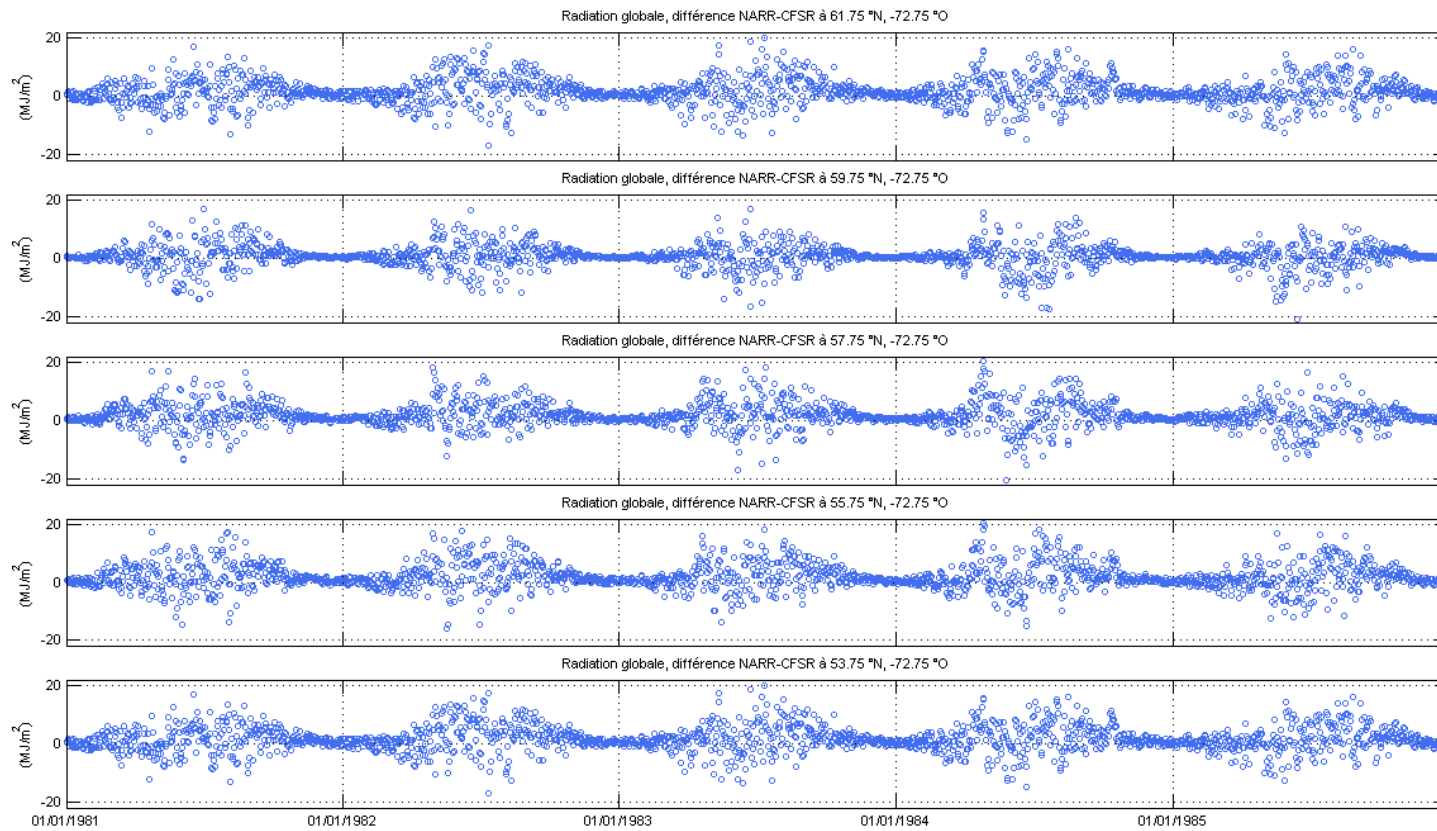 Radiation globale, différence NARR-CFSR à 61.75 °N, -72.75 °O
20
0
-20
(MJ/m²)
Radiation globale, différence NARR-CFSR à 59.75 °N, -72.75 °O
20
0
-20
(MJ/m²)
Radiation globale, différence NARR-CFSR à 57.75 °N, -72.75 °O
20
0
-20
(MJ/m²)
Radiation globale, différence NARR-CFSR à 55.75 °N, -72.75 °O
20
0
-20
(MJ/m²)
Radiation globale, différence NARR-CFSR à 53.75 °N, -72.75 °O
20
0
-20
(MJ/m²)
01/01/1981 01/01/1982 01/01/1983 01/01/1984 01/01/1985